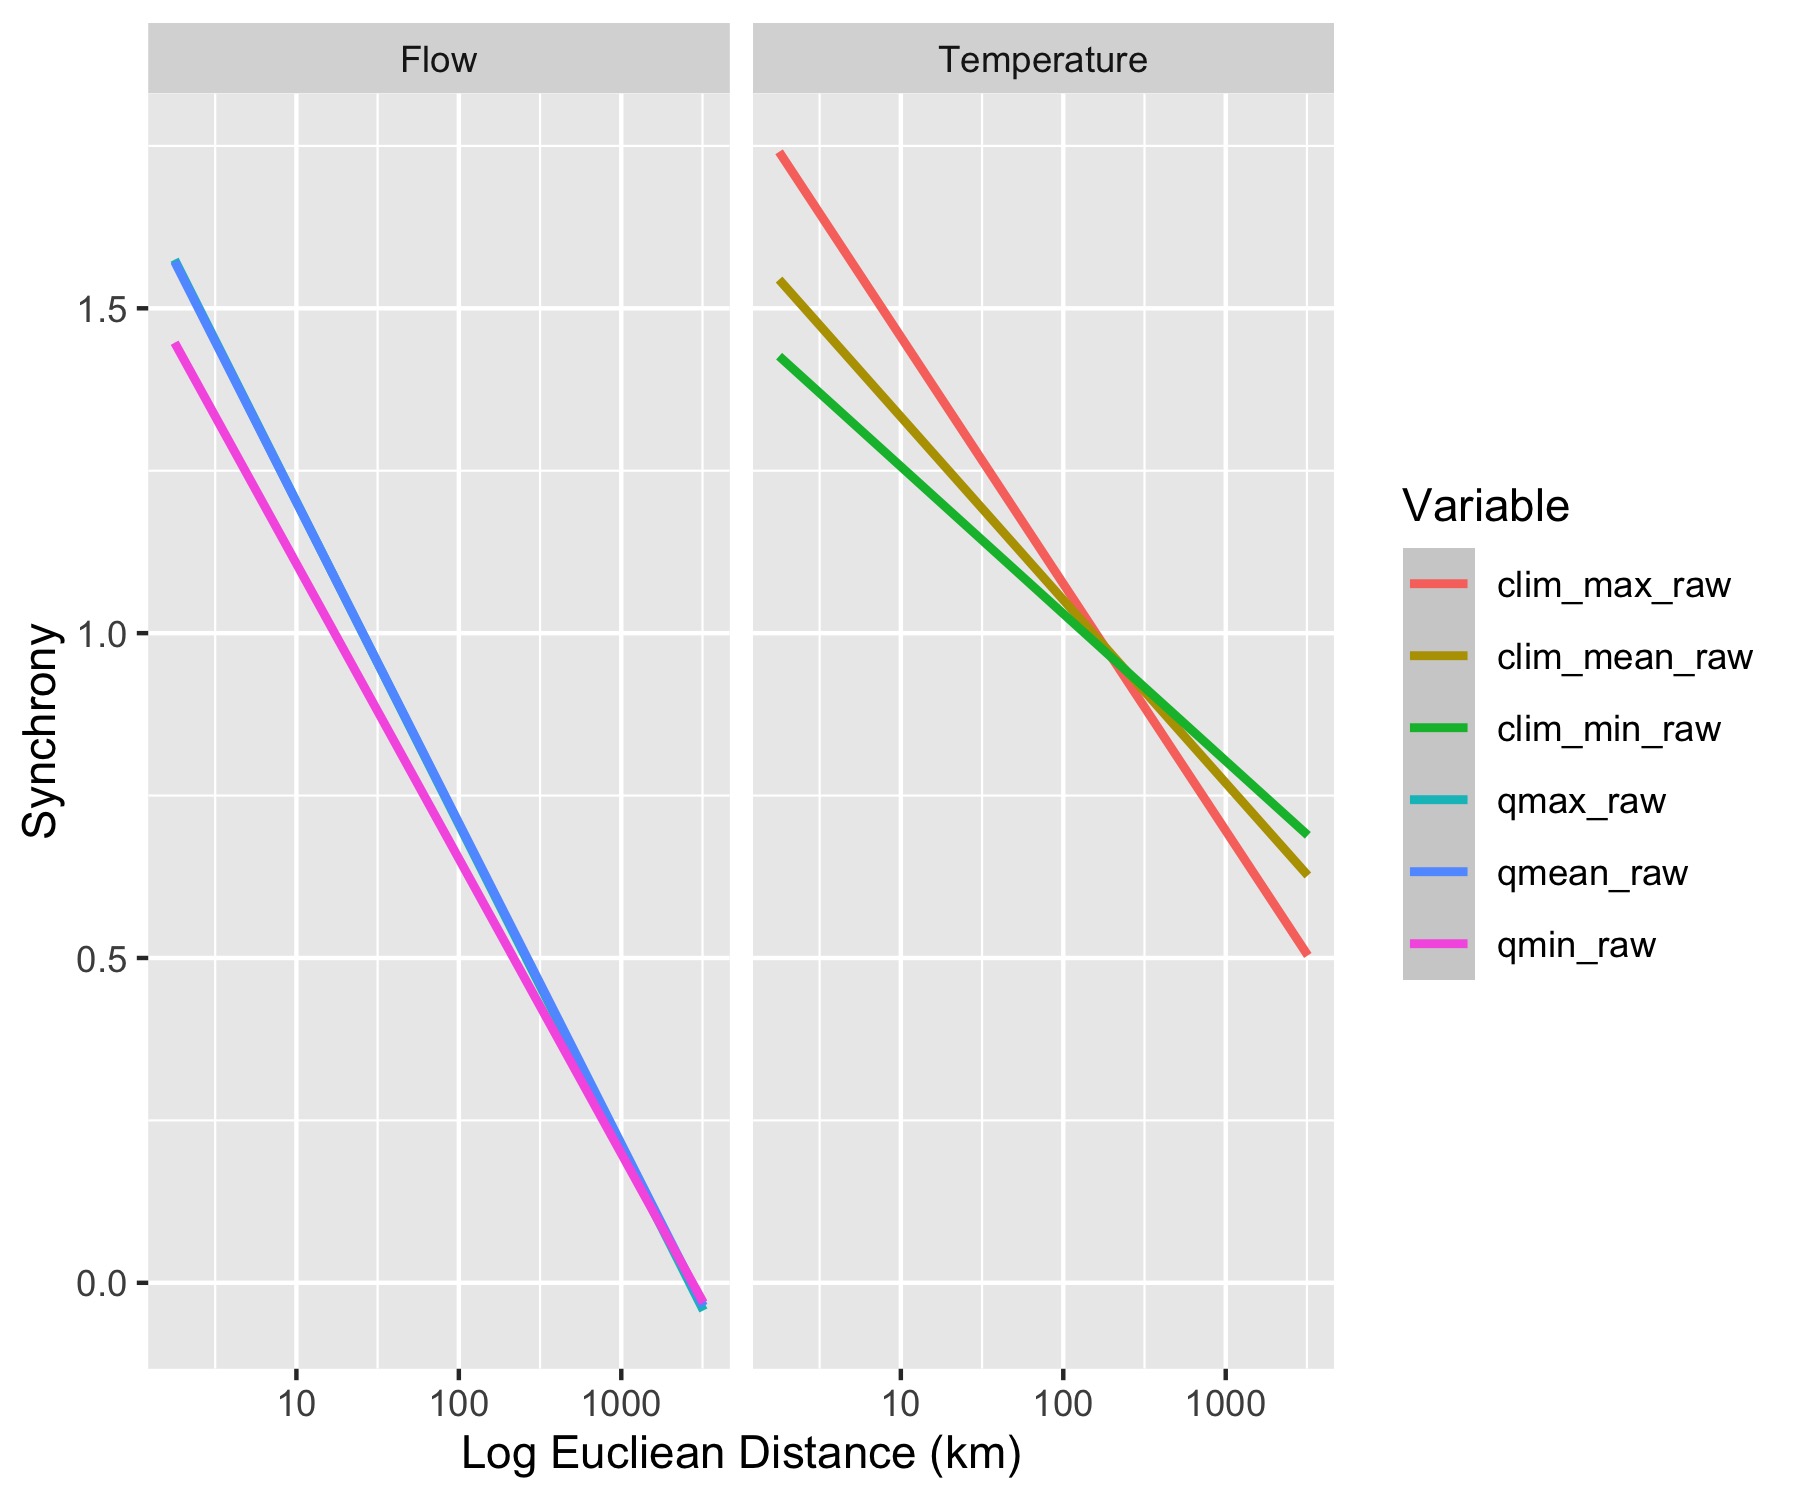 Flow
Temperature
Synchrony
1.5
1.0
0.5
0.0
10 100 1000
10 100 1000
Log Eucliean Distance (km)
Variable
clim_max_raw
clim_mean_raw
clim_min_raw
qmax_raw
qmean_raw
qmin_raw